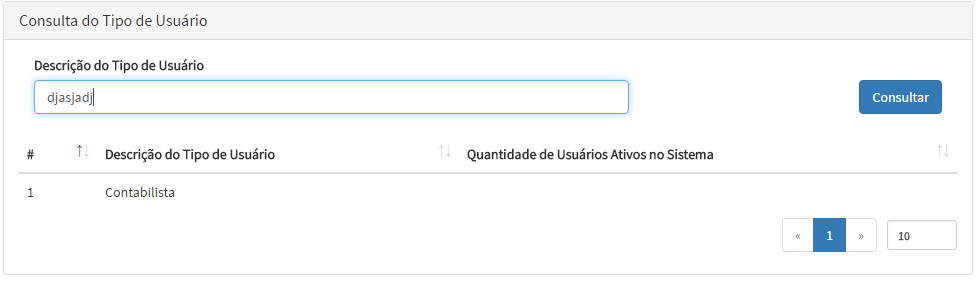 Consulta do Tipo de Usuário
Descrição do Tipo de Usuário
djasjadj
Consultar
# Descrição do Tipo de Usuário Quantidade de Usuários Ativos no Sistema
1 Contabilista
« 1 » 10